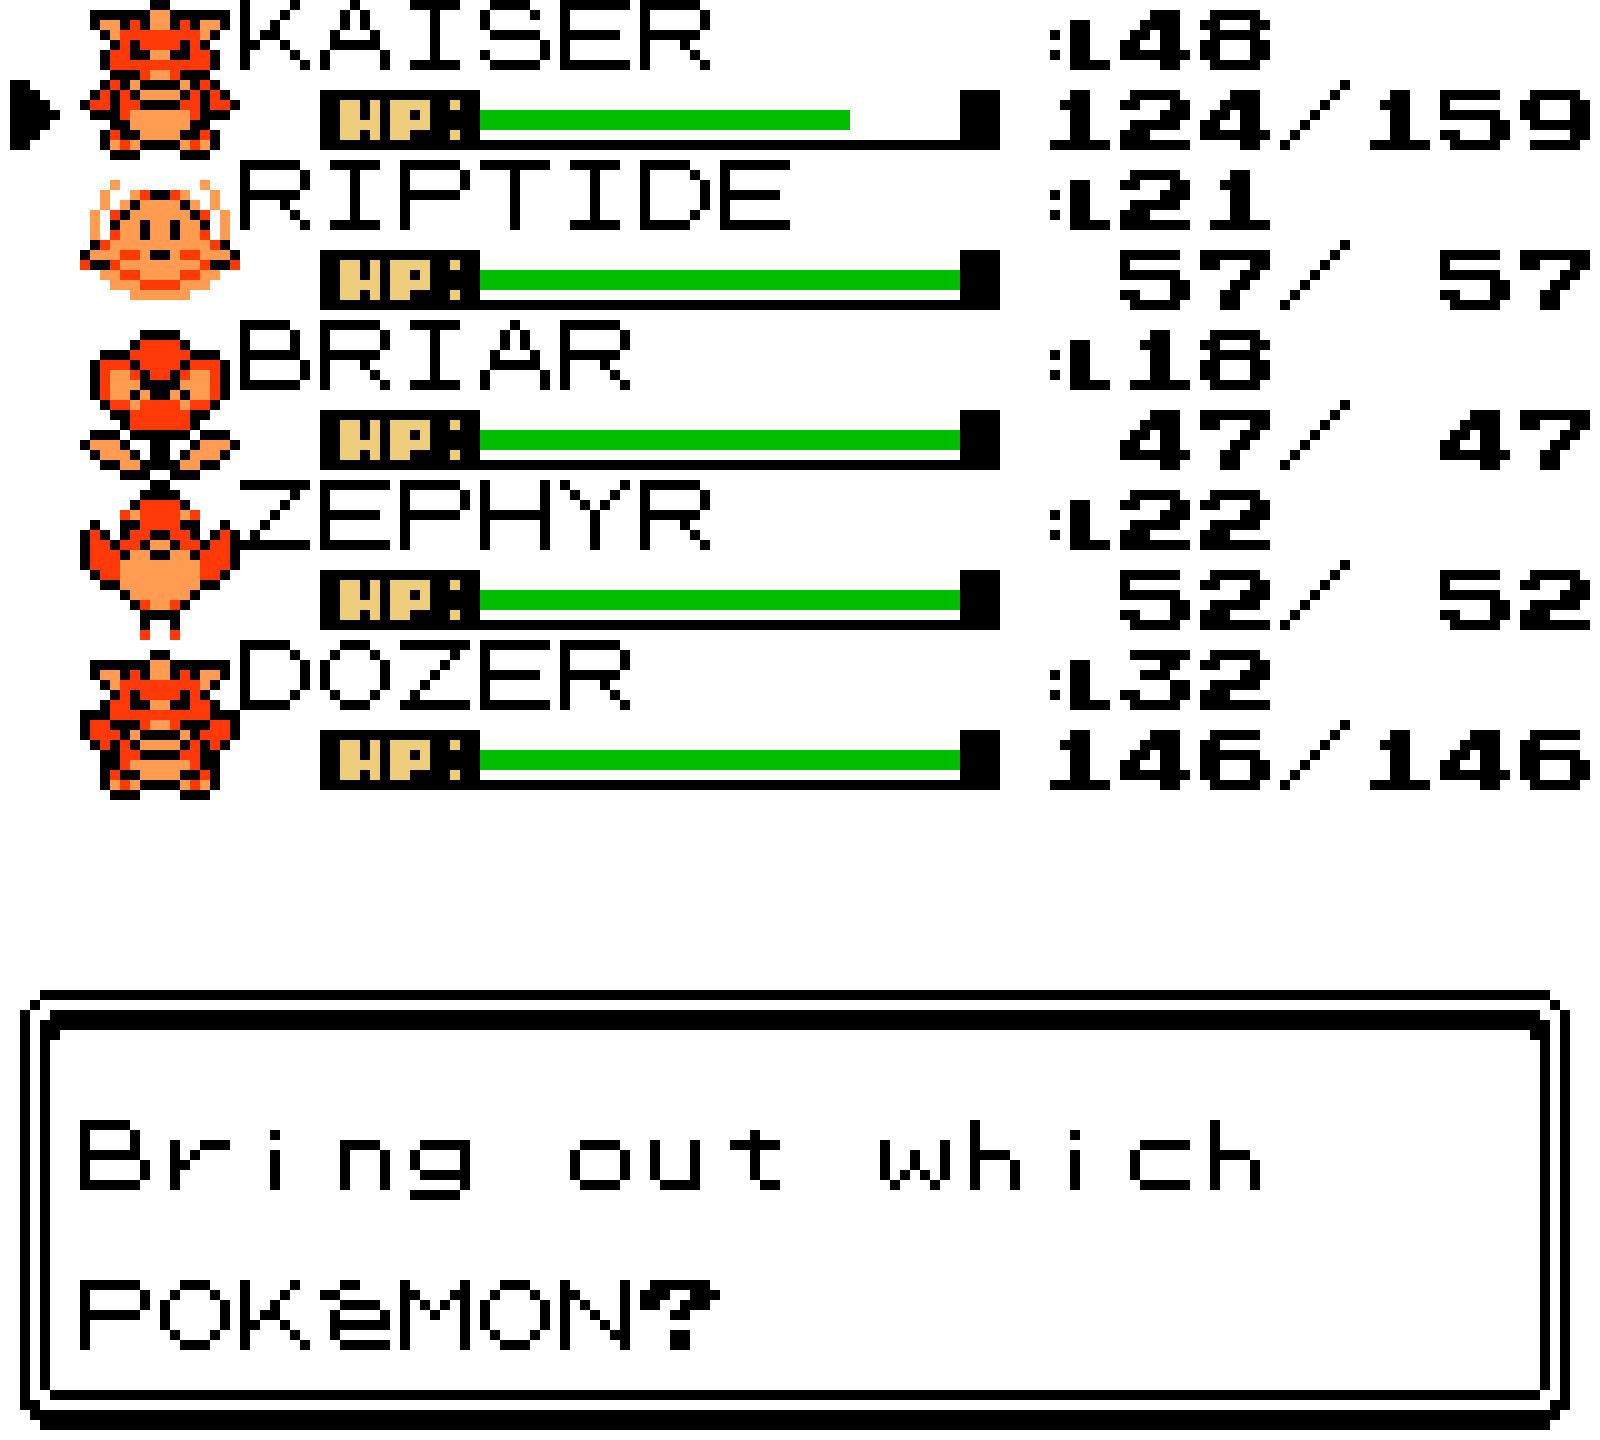 KAISER :L48
HP: 124/159
RIPTIDE :L21
HP: 57/ 57
BRIAR :L18
HP: 47/ 47
ZEPHYR :L22
HP: 52/ 52
DOZER :L32
HP: 146/146
Bring out which
POKéMON?